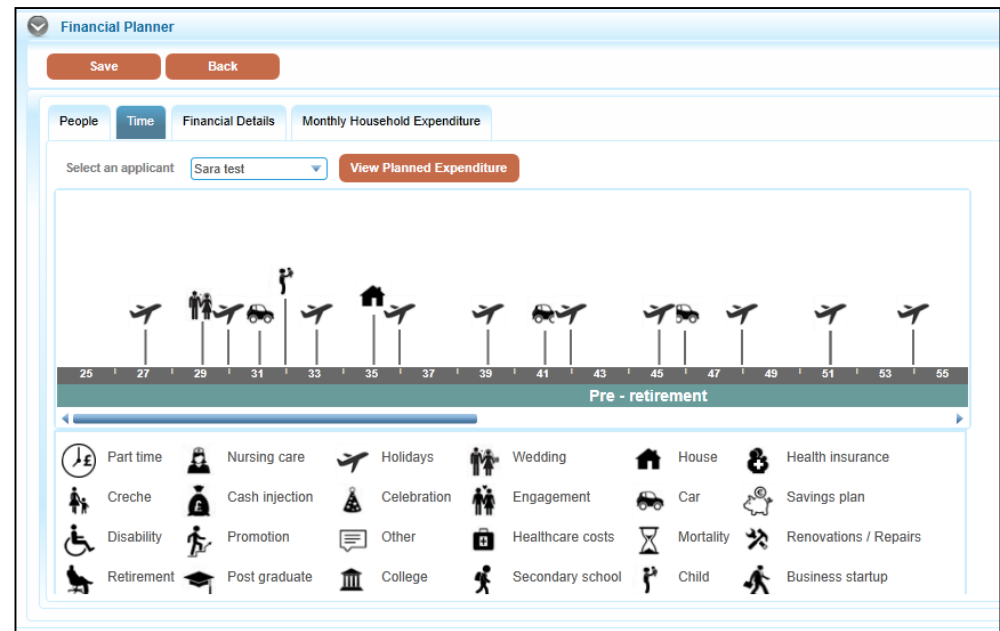 Financial Planner
Save Back
People Time Financial Details Monthly Household Expenditure
Select an applicant Sara test View Planned Expenditure
25 27 29 31 33 35 37 39 41 43 45 47 49 51 53 55
Pre - retirement
£ Part time Nursing care Holidays Wedding House Health insurance
Creche £ Cash injection Celebration Engagement Car Savings plan
Disability Promotion Other Healthcare costs Mortality Renovations / Repairs
Retirement Post graduate College Secondary school Child Business startup